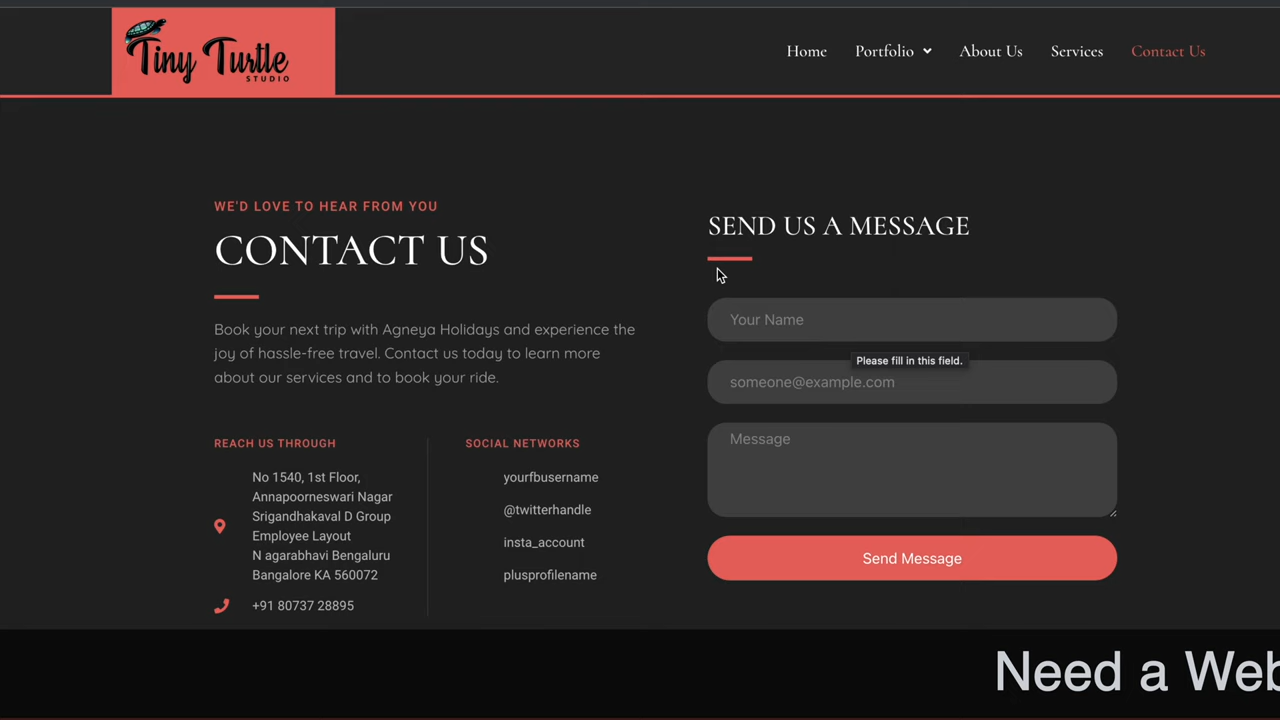 Tiny Turtle
STUDIO
Home Portfolio About Us Services Contact Us
WE'D LOVE TO HEAR FROM YOU
CONTACT US
Book your next trip with Agneya Holidays and experience the
joy of hassle-free travel. Contact us today to learn more
about our services and to book your ride.
REACH US THROUGH
No 1540, 1st Floor,
Annapoorneswari Nagar
Srigandhakaval D Group
Employee Layout
N agarabhavi Bengaluru
Bangalore KA 560072
+91 80737 28895
SOCIAL NETWORKS
yourfbusername
@twitterhandle
insta_account
plusprofilename
SEND US A MESSAGE
Your Name
Please fill in this field.
someone@example.com
Message
Send Message
Need a Web